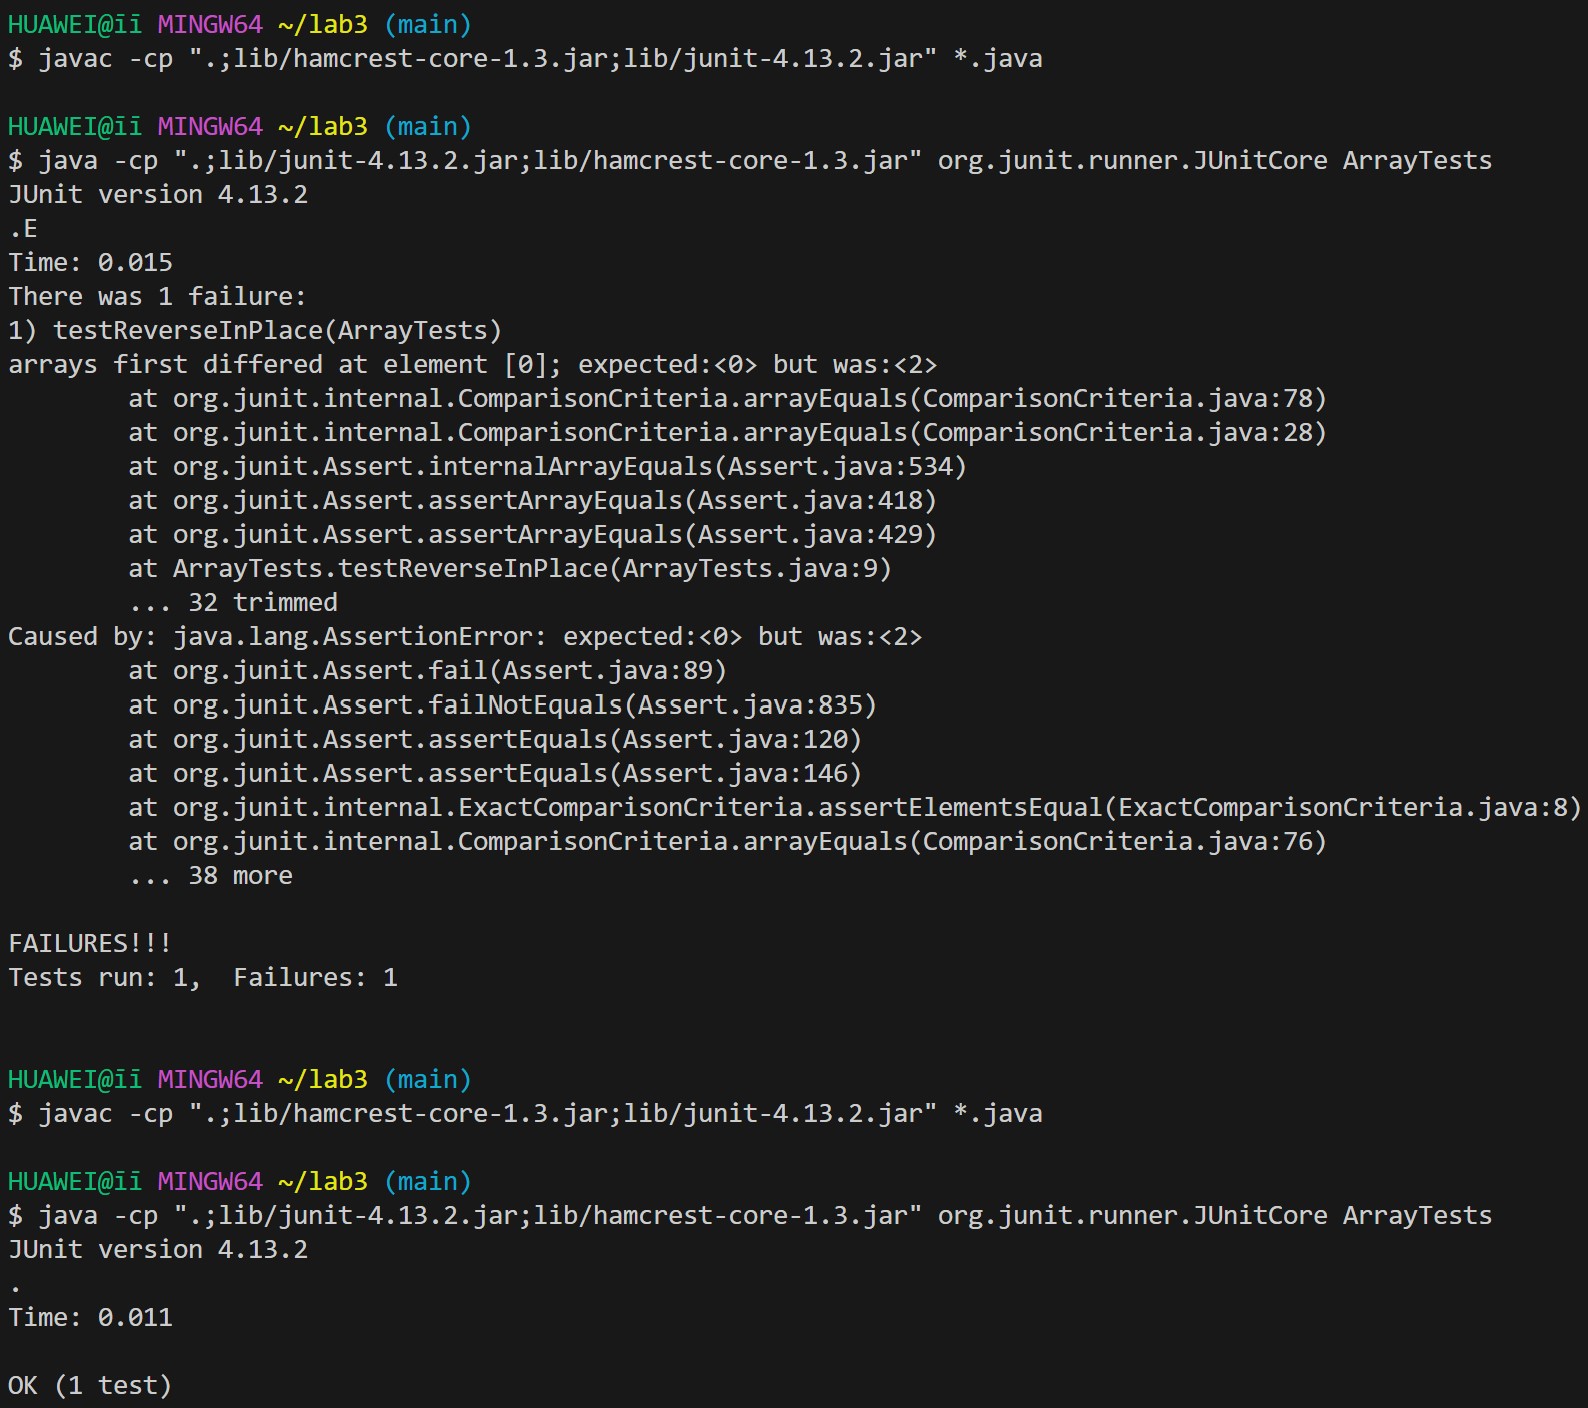 HUAWEI@īī MINGW64 ~/lab3 (main)
$ javac -cp ".;lib/hamcrest-core-1.3.jar;lib/junit-4.13.2.jar" *.java
HUAWEI@īī MINGW64 ~/lab3 (main)
$ java -cp ".;lib/junit-4.13.2.jar;lib/hamcrest-core-1.3.jar" org.junit.runner.JUnitCore ArrayTests
JUnit version 4.13.2
.E
Time: 0.015
There was 1 failure:
1) testReverseInPlace(ArrayTests)
arrays first differed at element [0]; expected:<0> but was:<2>
        at org.junit.internal.ComparisonCriteria.arrayEquals(ComparisonCriteria.java:78)
        at org.junit.internal.ComparisonCriteria.arrayEquals(ComparisonCriteria.java:28)
        at org.junit.Assert.internalArrayEquals(Assert.java:534)
        at org.junit.Assert.assertArrayEquals(Assert.java:418)
        at org.junit.Assert.assertArrayEquals(Assert.java:429)
        at ArrayTests.testReverseInPlace(ArrayTests.java:9)
        ... 32 trimmed
Caused by: java.lang.AssertionError: expected:<0> but was:<2>
        at org.junit.Assert.fail(Assert.java:89)
        at org.junit.Assert.failNotEquals(Assert.java:835)
        at org.junit.Assert.assertEquals(Assert.java:120)
        at org.junit.Assert.assertEquals(Assert.java:146)
        at org.junit.internal.ExactComparisonCriteria.assertElementsEqual(ExactComparisonCriteria.java:8)
        at org.junit.internal.ComparisonCriteria.arrayEquals(ComparisonCriteria.java:76)
        ... 38 more
FAILURES!!!
Tests run: 1,  Failures: 1
HUAWEI@īī MINGW64 ~/lab3 (main)
$ javac -cp ".;lib/hamcrest-core-1.3.jar;lib/junit-4.13.2.jar" *.java
HUAWEI@īī MINGW64 ~/lab3 (main)
$ java -cp ".;lib/junit-4.13.2.jar;lib/hamcrest-core-1.3.jar" org.junit.runner.JUnitCore ArrayTests
JUnit version 4.13.2
.
Time: 0.011
OK (1 test)